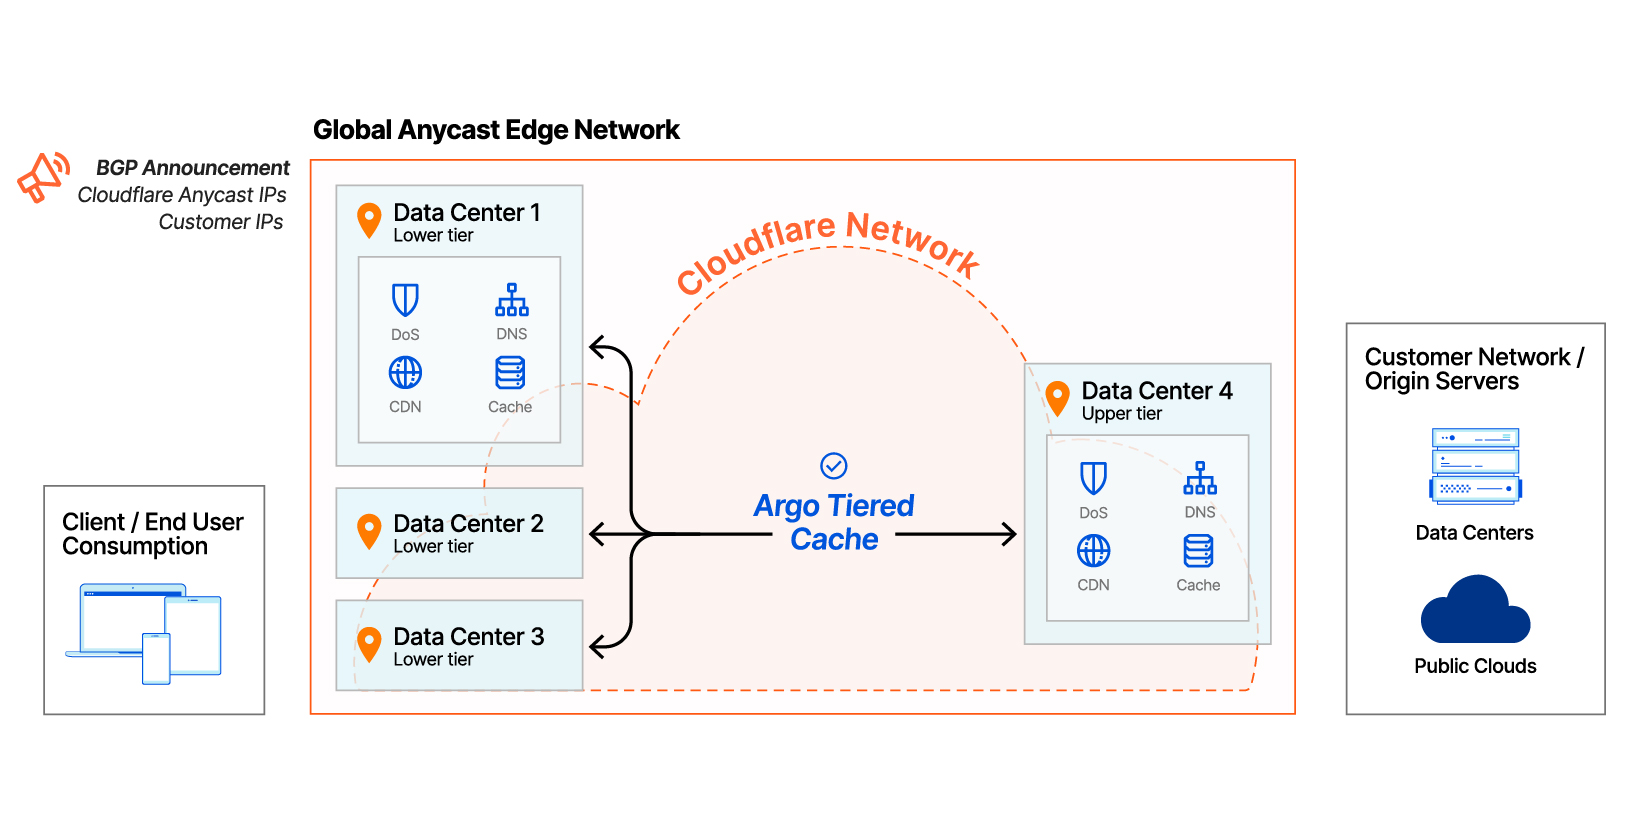 Global Anycast Edge Network
BGP Announcement
Cloudflare Anycast IPs
Customer IPs
Data Center 1
Lower tier
DoS
DNS
CDN
Cache
Data Center 2
Lower tier
Data Center 3
Lower tier
Cloudflare Network
Argo Tiered
Cache
Data Center 4
Upper tier
DoS
DNS
CDN
Cache
Client / End User
Consumption
Customer Network /
Origin Servers
Data Centers
Public Clouds